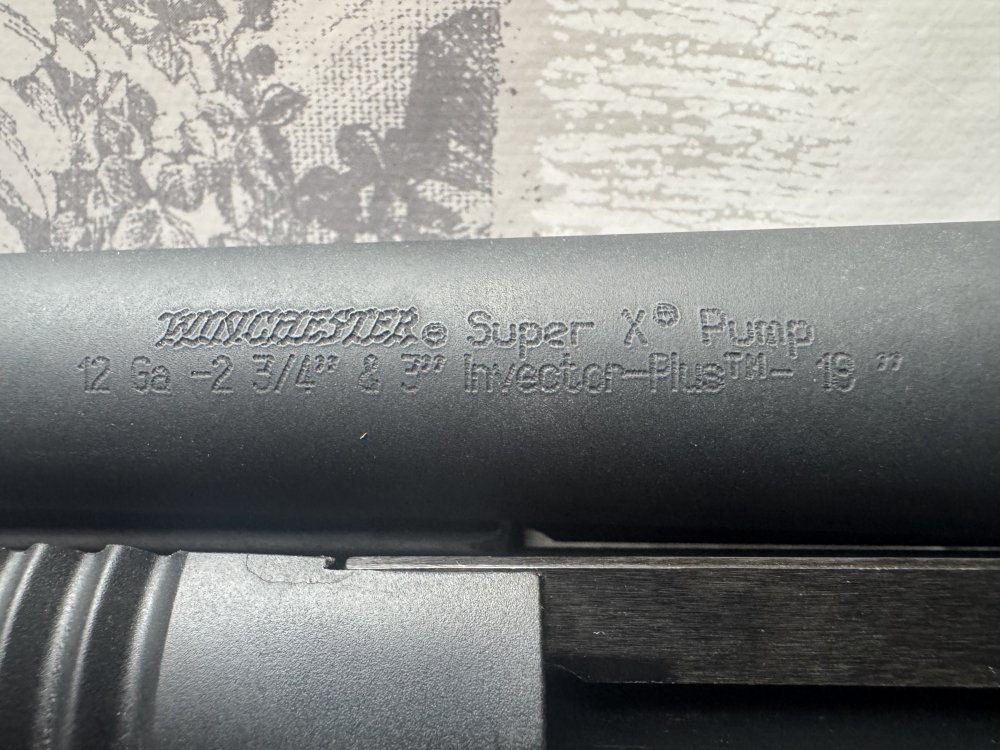 WINCHESTER® Super X® Pump
12 Ga -2 3/4" & 3" Invector-Plus™- 19 "